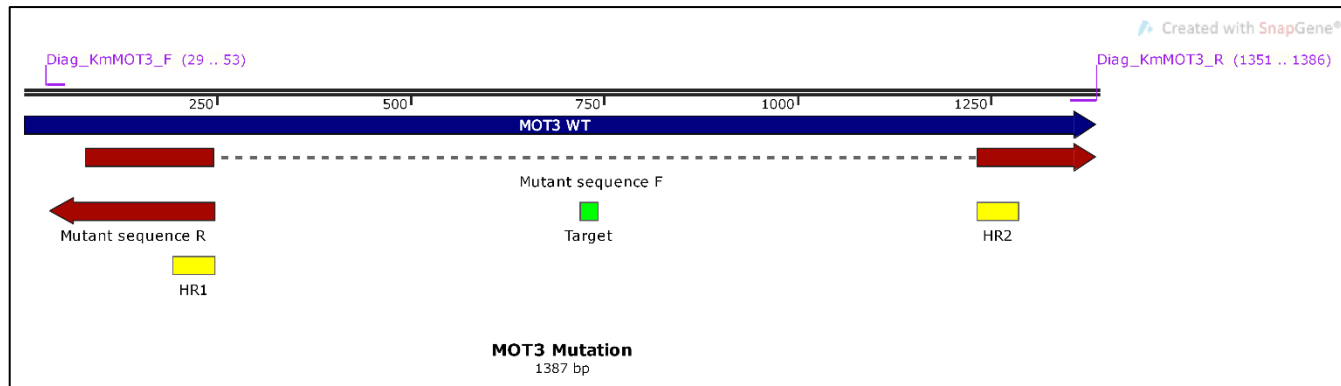 Created with SnapGene®
Diag_KmMOT3_F (29 .. 53)
Diag_KmMOT3_R (1351 .. 1386)
250 500 750 1000 1250
MOT3 WT
Mutant sequence F
Mutant sequence R
Target
HR2
HR1
MOT3 Mutation
1387 bp